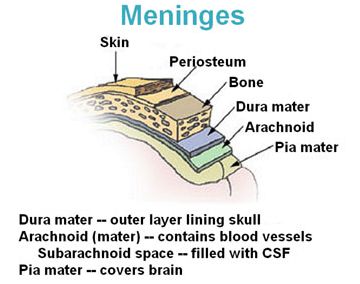 Meninges
Skin
Periosteum
Bone
Dura mater
Arachnoid
Pia mater
Dura mater -- outer layer lining skull
Arachnoid (mater) -- contains blood vessels
Subarachnoid space -- filled with CSF
Pia mater -- covers brain